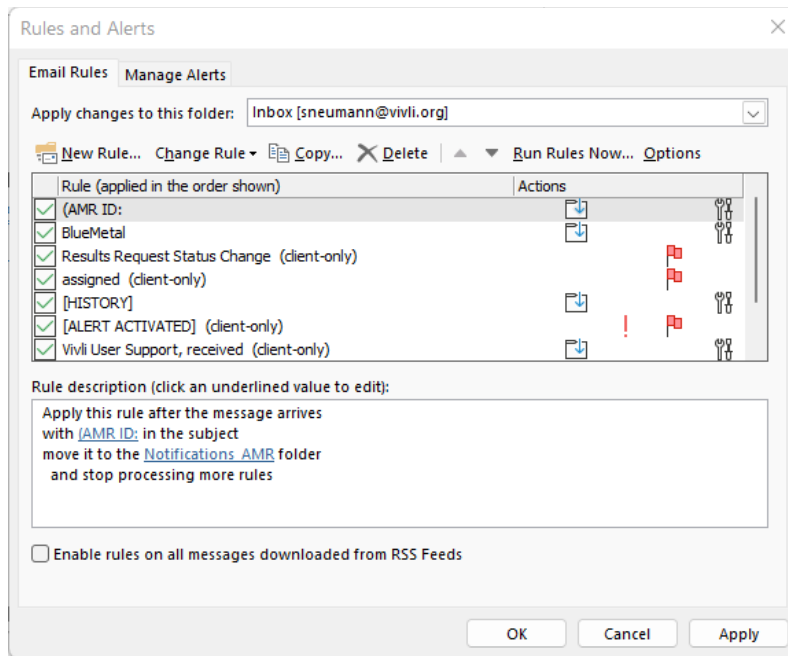 Rules and Alerts
Email Rules Manage Alerts
Apply changes to this folder: Inbox [sneumann@vivli.org]
New Rule... Change Rule Copy... Delete Run Rules Now... Options
Rule (applied in the order shown) Actions
(AMR ID:
BlueMetal
Results Request Status Change (client-only)
assigned (client-only)
[HISTORY]
[ALERT ACTIVATED] (client-only)
Vivli User Support, received (client-only)
Rule description (click an underlined value to edit):
Apply this rule after the message arrives
with (AMR ID: in the subject
move it to the Notifications_AMR folder
and stop processing more rules
Enable rules on all messages downloaded from RSS Feeds
OK Cancel Apply